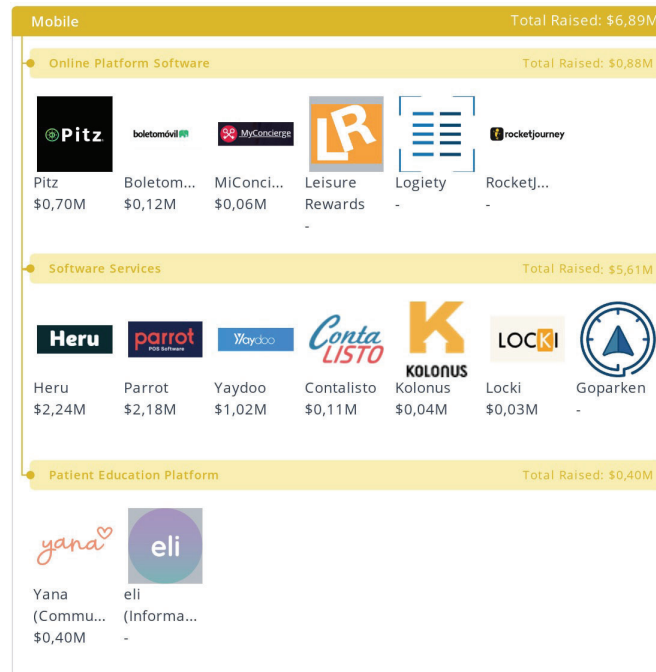 Mobile Total Raised: $6,89M
Online Platform Software Total Raised: $0,88M
Pitz boletomóvil MyConcierge LR rocketjourney
Pitz Boletom... MiConci... Leisure Rewards Logiety RocketJ...
$0,70M $0,12M $0,06M - - -
Software Services Total Raised: $5,61M
Heru parrot POS Software Yaydoo Conta LISTO K KOLONUS LOCKI
Heru Parrot Yaydoo Contalisto Kolonus Locki Goparken
$2,24M $2,18M $1,02M $0,11M $0,04M $0,03M -
Patient Education Platform Total Raised: $0,40M
yana eli
Yana eli
(Commu... (Informa...
$0,40M -